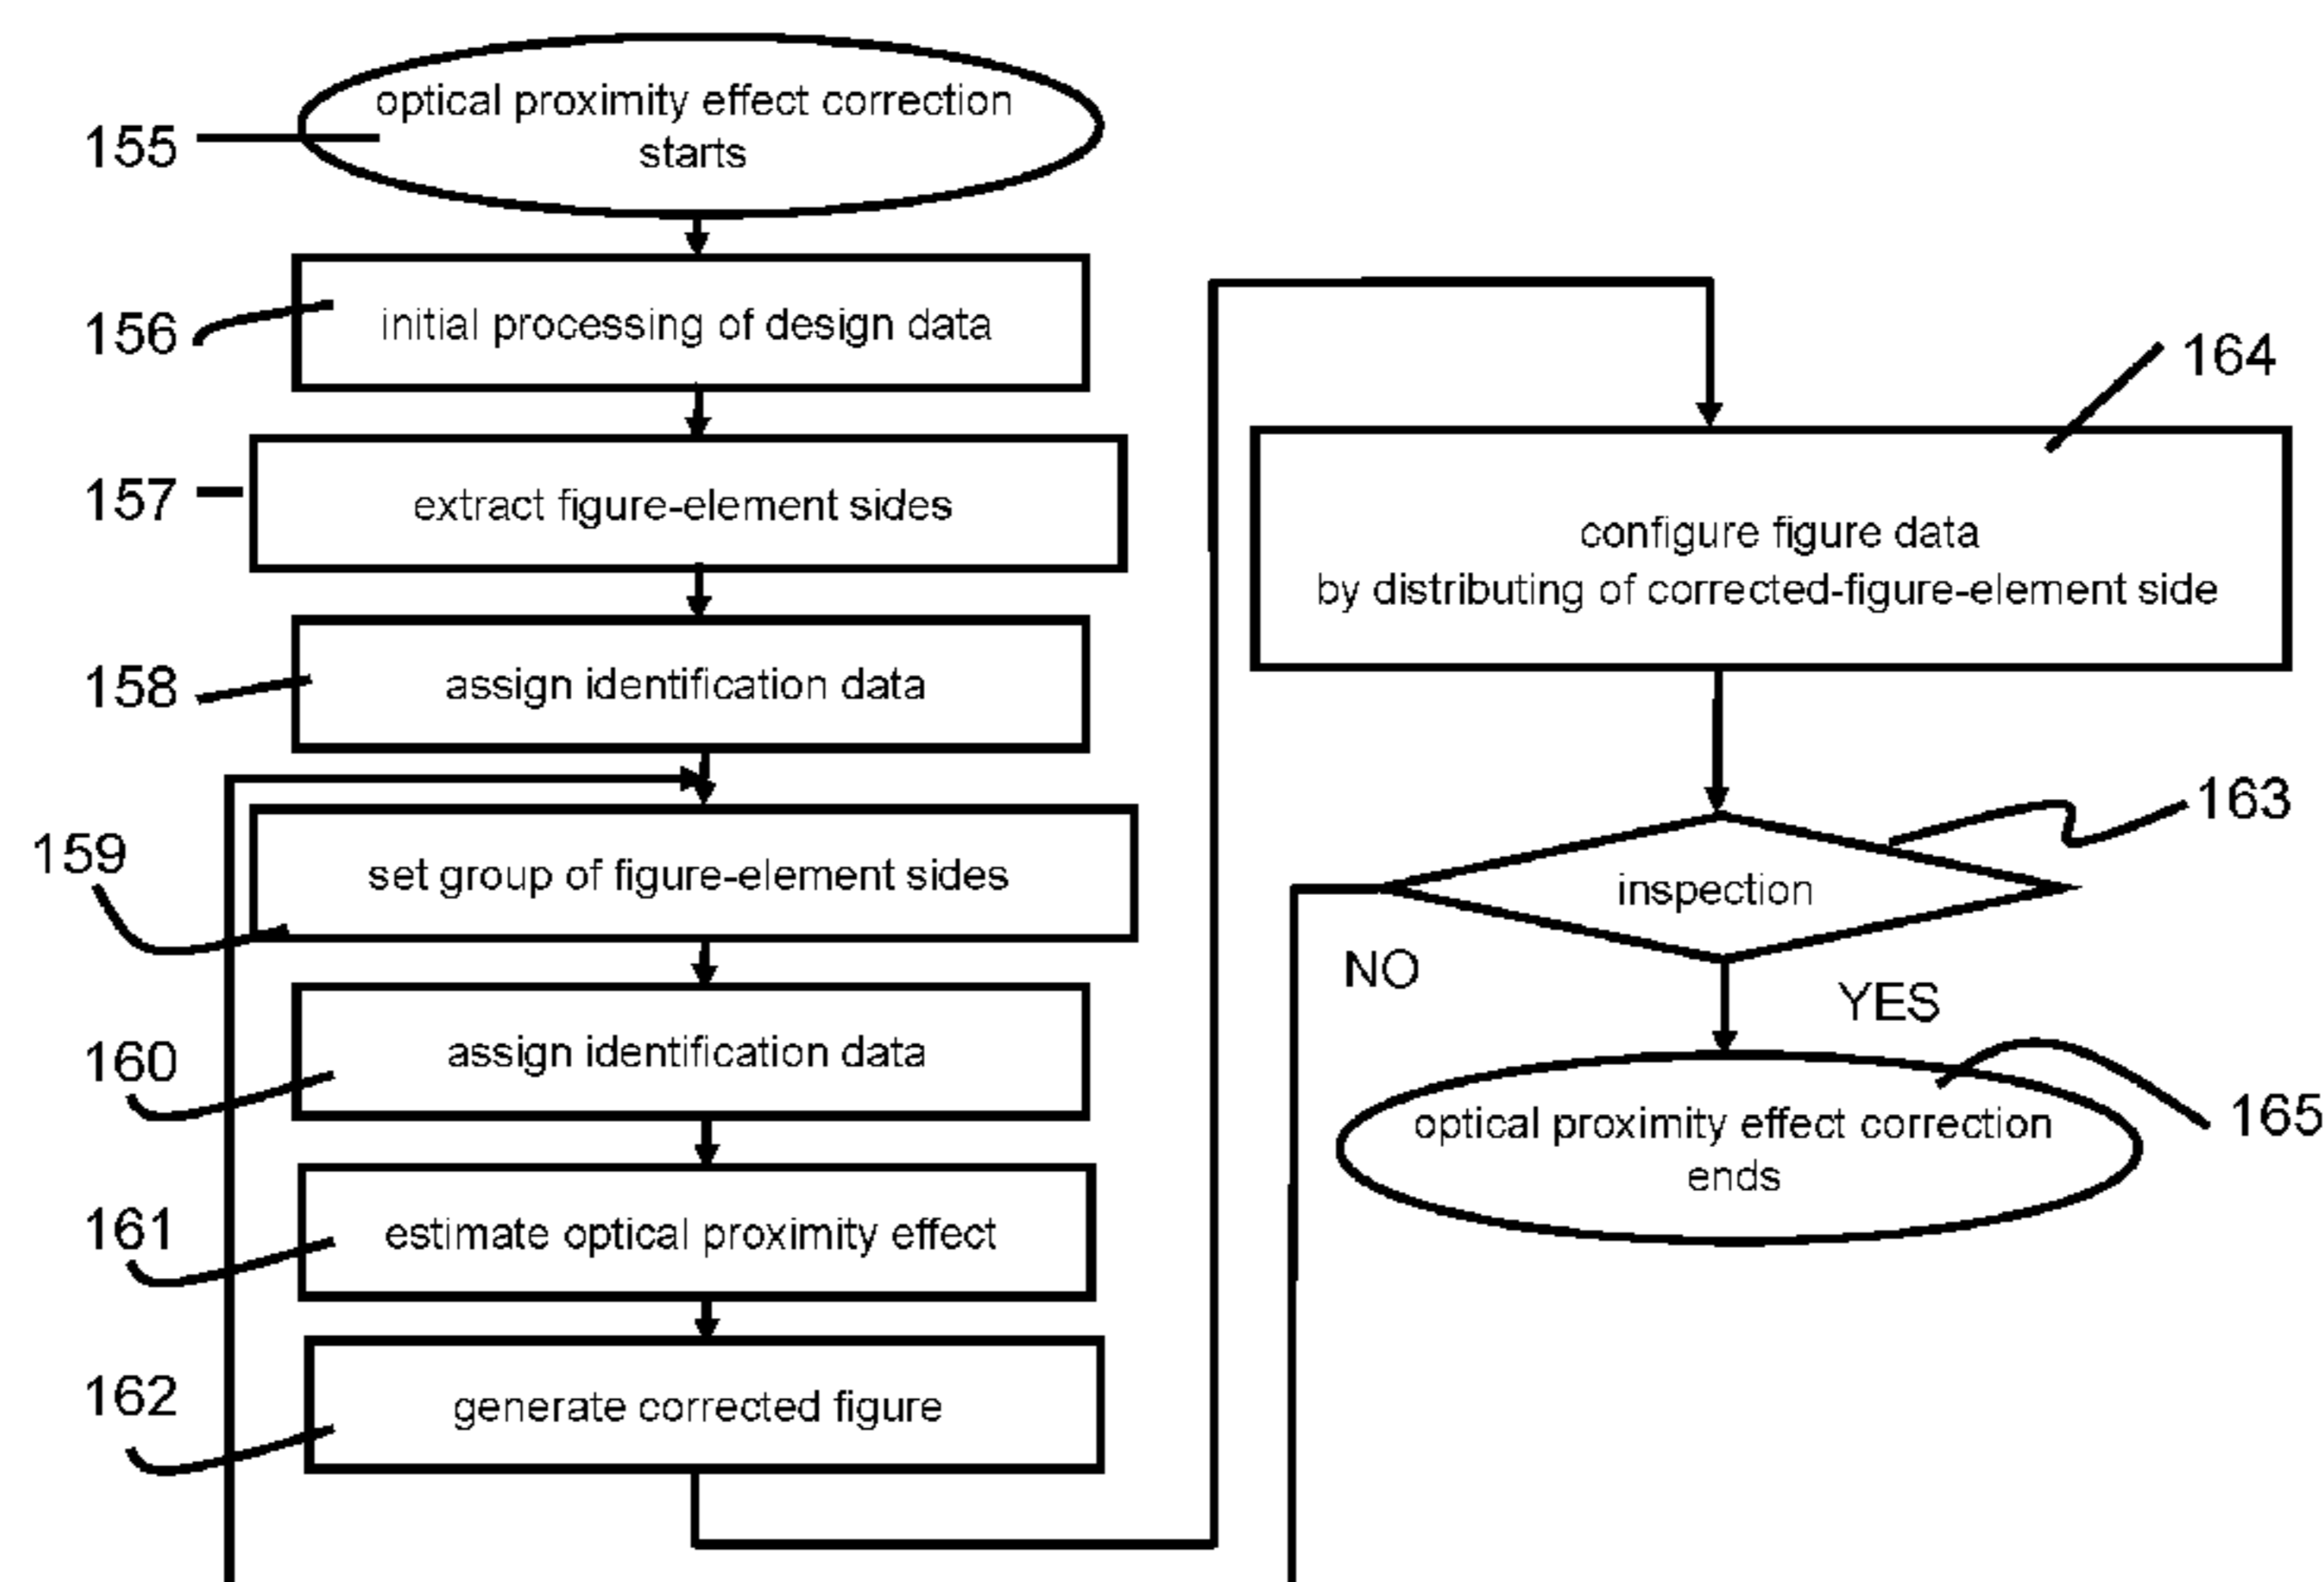 optical proximity effect correction
starts
155
initial processing of design data
156
extract figure-element sides
157
assign identification data
158
set group of figure-element sides
159
assign identification data
160
estimate optical proximity effect
161
generate corrected figure
162
164
configure figure data
by distributing of corrected-figure-element side
163
inspection
NO
YES
optical proximity effect correction
ends
165